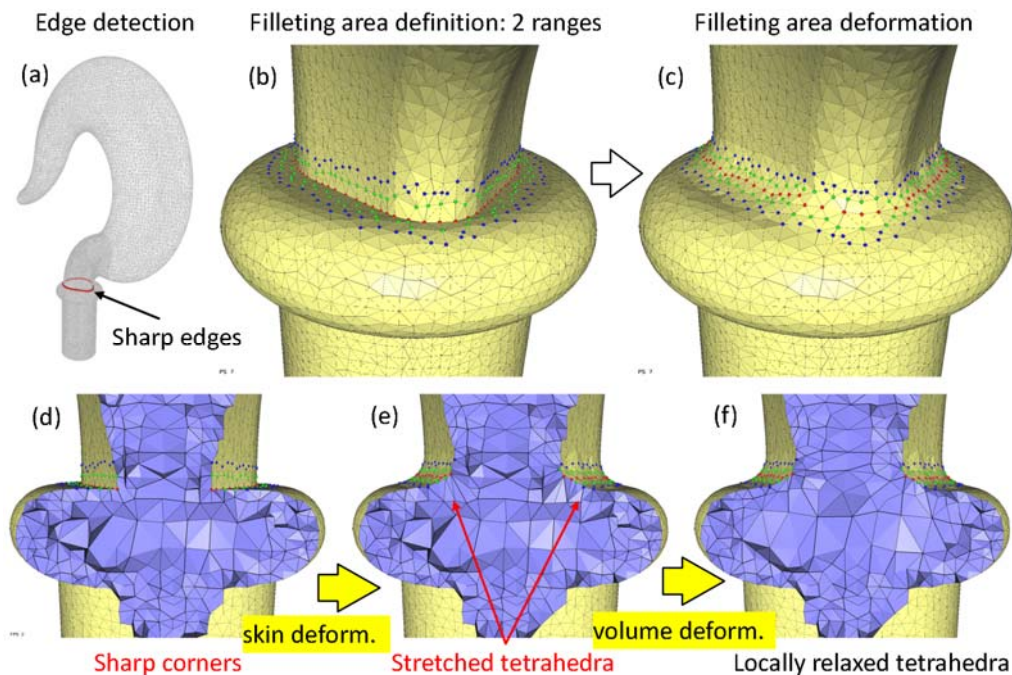 Edge detection
Filleting area definition: 2 ranges
Filleting area deformation
(a)
(b)
(c)
Sharp edges
(d)
(e)
(f)
skin deform.
volume deform.
Sharp corners
Stretched tetrahedra
Locally relaxed tetrahedra